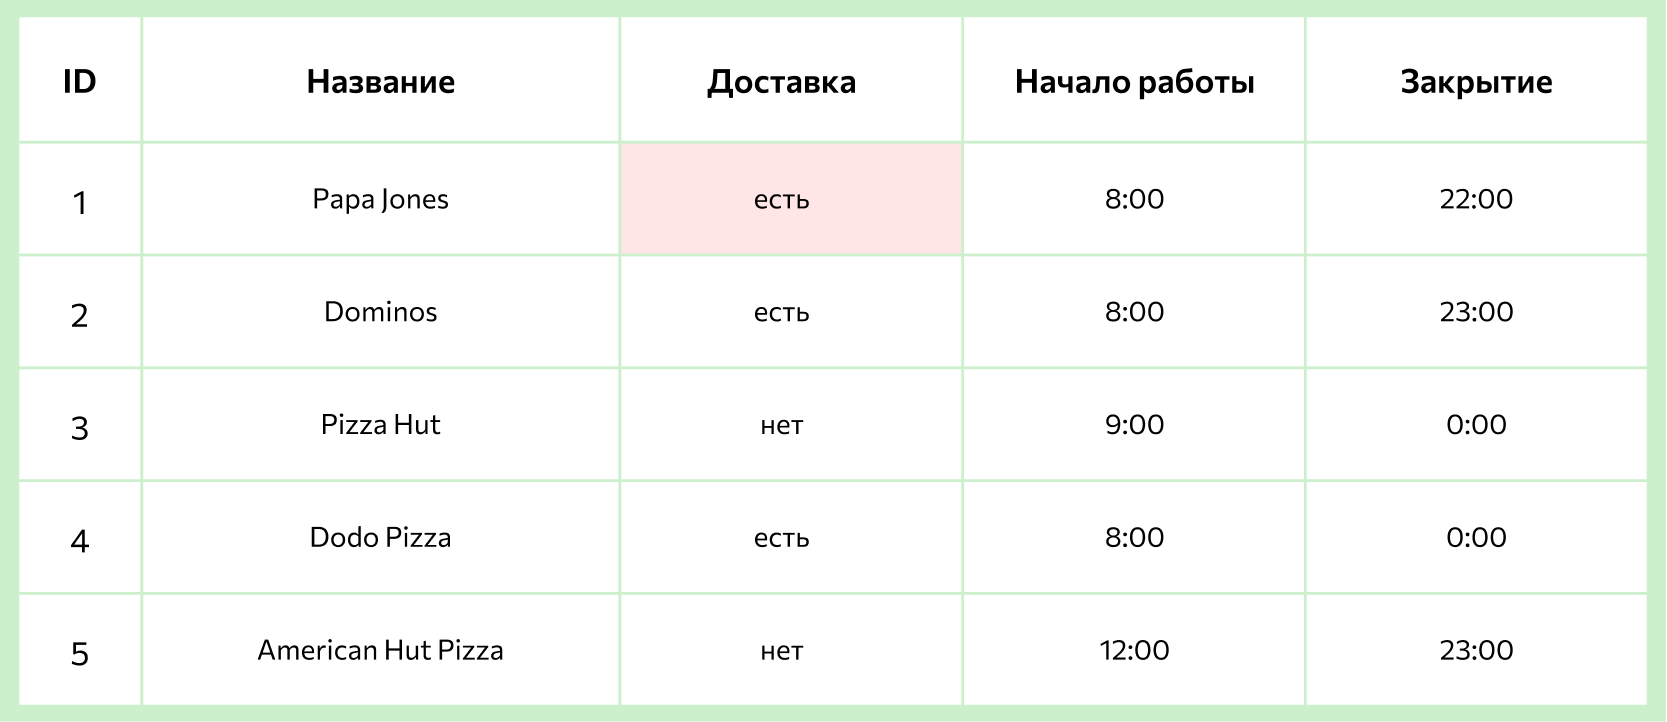 ID Название Доставка Начало работы Закрытие
1 Papa Jones есть 8:00 22:00
2 Dominos есть 8:00 23:00
3 Pizza Hut нет 9:00 0:00
4 Dodo Pizza есть 8:00 0:00
5 American Hut Pizza нет 12:00 23:00